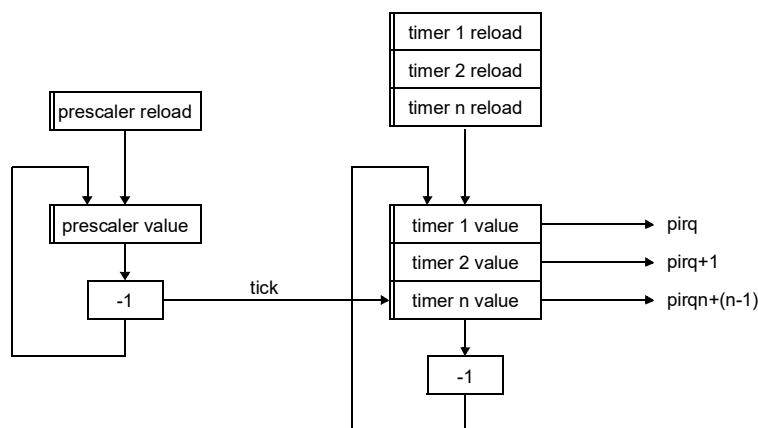 timer 1 reload
timer 2 reload
timer n reload
prescaler reload
prescaler value
-1
tick
timer 1 value
timer 2 value
timer n value
pirq
pirq+1
pirqn+(n-1)
-1